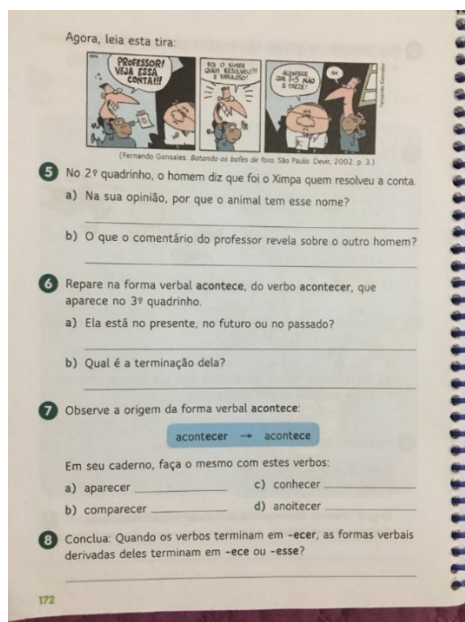 Agora, leia esta tira:
PROFESSOR!
VEJA ESSA
CONTA!!!
FOI O XIMPA
QUEM RESOLVEU!!!
É FABULOSO!
ACONTECE
QUE 7+5 NÃO
É TREZE!
AH
Fernando Gonsales
(Fernando Gonsales. Botando os bofes de fora. São Paulo: Devir, 2002. p. 3.)
5 No 2º quadrinho, o homem diz que foi o Ximpa quem resolveu a conta.
a) Na sua opinião, por que o animal tem esse nome?
b) O que o comentário do professor revela sobre o outro homem?
6 Repare na forma verbal acontece, do verbo acontecer, que
aparece no 3º quadrinho.
a) Ela está no presente, no futuro ou no passado?
b) Qual é a terminação dela?
7 Observe a origem da forma verbal acontece:
acontecer → acontece
Em seu caderno, faça o mesmo com estes verbos:
a) aparecer
c) conhecer
b) comparecer
d) anoitecer
8 Conclua: Quando os verbos terminam em -ecer, as formas verbais
derivadas deles terminam em -ece ou -esse?
172